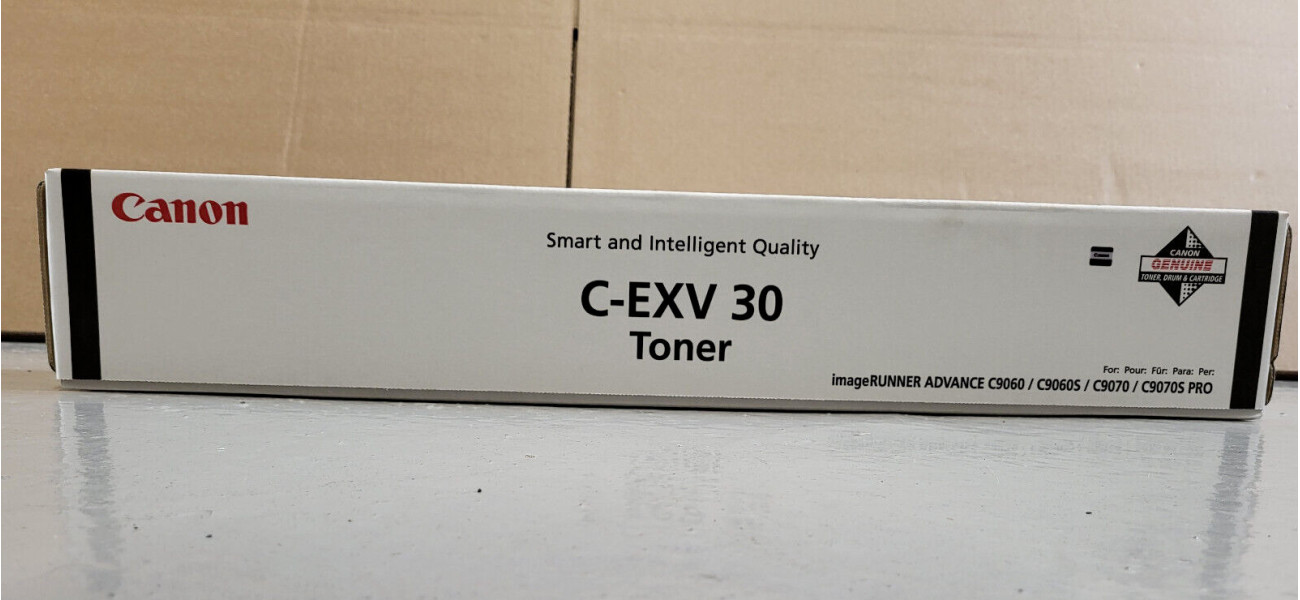 Canon
Smart and Intelligent Quality
C-EXV 30
Toner
CANON
GENUINE
TONER, DRUM & CARTRIDGE
For: Pour: Für: Para: Per:
imageRUNNER ADVANCE C9060 / C9060S / C9070 / C9070S PRO